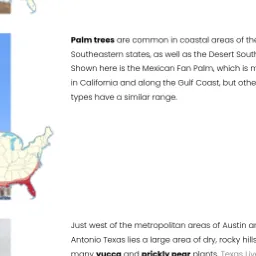 Palm trees are common in coastal areas of the
Southeastern states, as well as the Desert South
Shown here is the Mexican Fan Palm, which is m
in California and along the Gulf Coast, but othe
types have a similar range.
Just west of the metropolitan areas of Austin an
Antonio Texas lies a large area of dry, rocky hills
many yucca and prickly pear plants. Texas Liv